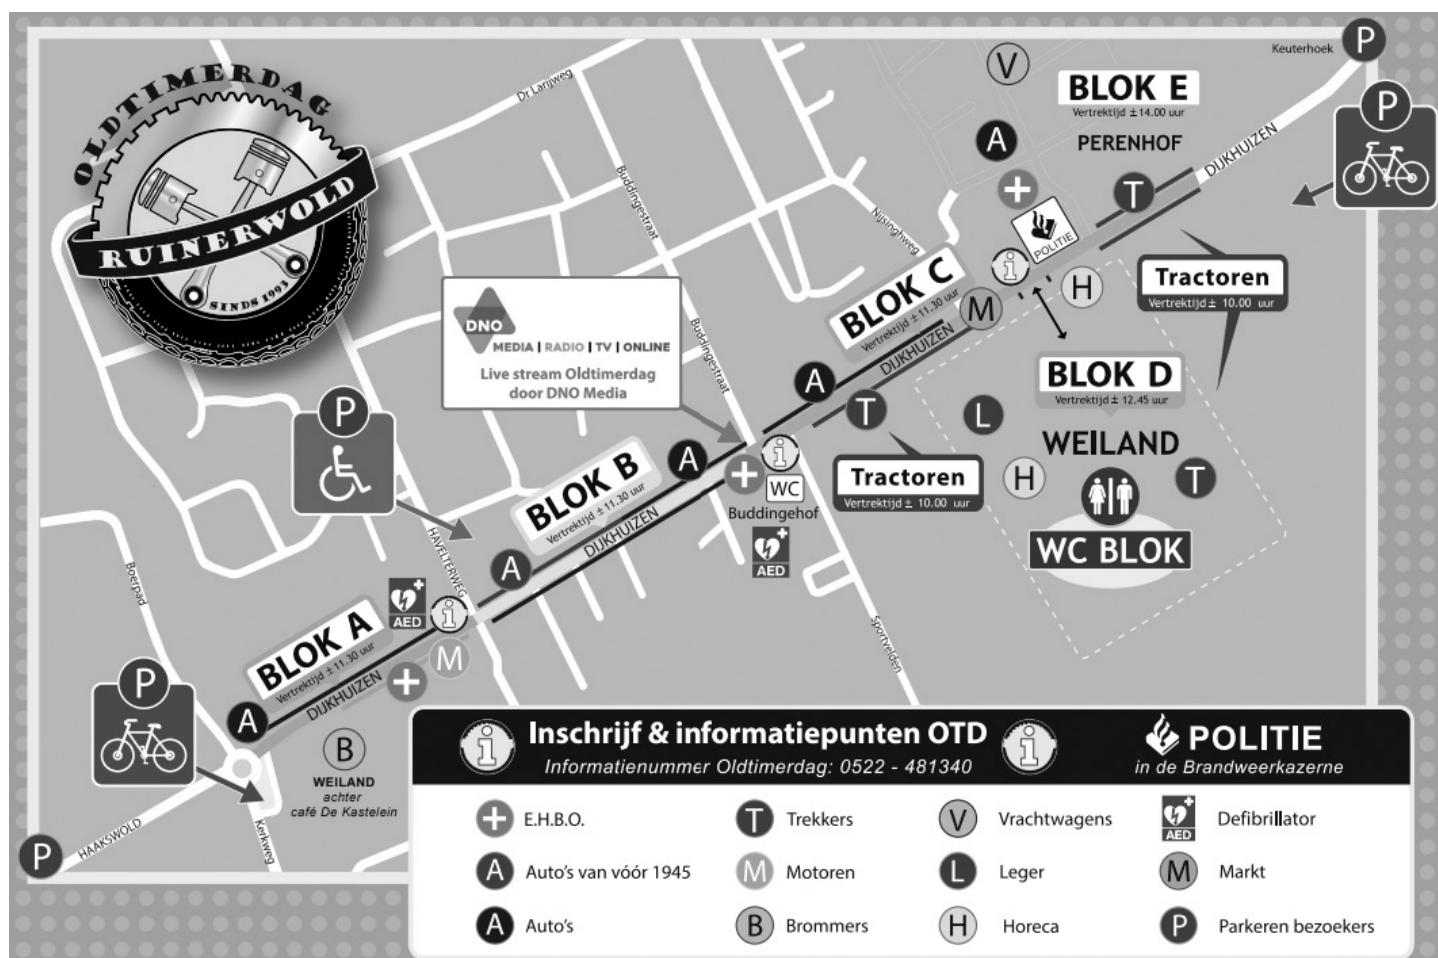 OLDTIMERDAG
RUINERWOLD
SINDS 1993
Keuterhoek
P
P
V
BLOK E
Vertrektijd ±14.00 uur
PERENHOF
A
T
DIJKHUIZEN
POLITIE
Dr Larijweg
Buddingestraat
Nijsinghweg
Tractoren
Vertrektijd ± 10.00 uur
H
M
BLOK C
Vertrektijd ±11.30 uur
DIJKHUIZEN
DNO
MEDIA | RADIO | TV | ONLINE
Live stream Oldtimerdag
door DNO Media
Buddingestraat
BLOK D
Vertrektijd ± 12.45 uur
WEILAND
L
H
T
WC BLOK
A
T
Tractoren
Vertrektijd ± 10.00 uur
P
A
WC
Buddingehof
AED
BLOK B
Vertrektijd ±11.30 uur
DIJKHUIZEN
A
HAVELTERWEG
Boerpad
AED
Sportvelden
BLOK A
Vertrektijd ±11.30 uur
DIJKHUIZEN
M
P
A
B
WEILAND
achter
café De Kastelein
HAAKSWOLD
Kerkweg
P
Inschrijf & informatiepunten OTD
Informatienummer Oldtimerdag: 0522 - 481340
POLITIE
in de Brandweerkazerne
E.H.B.O.
T Trekkers
V Vrachtwagens
AED Defibrillator
A Auto's van vóór 1945
M Motoren
L Leger
M Markt
A Auto's
B Brommers
H Horeca
P Parkeren bezoekers